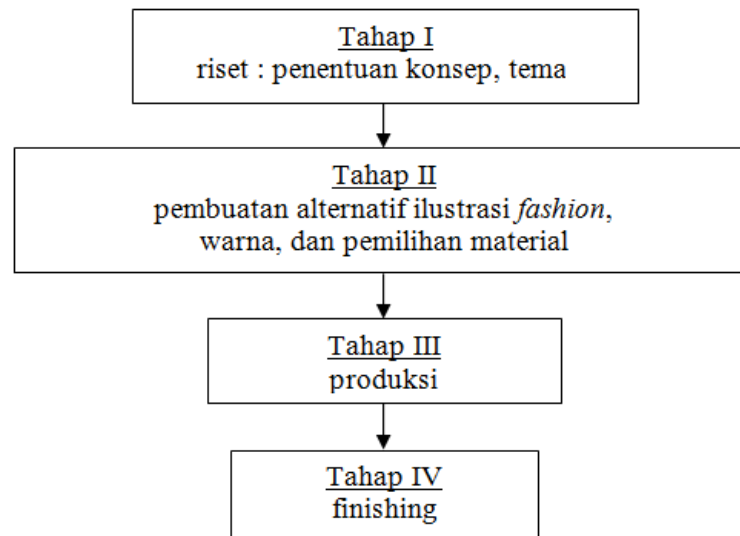 Tahap I
riset : penentuan konsep, tema
Tahap II
pembuatan alternatif ilustrasi fashion,
warna, dan pemilihan material
Tahap III
produksi
Tahap IV
finishing